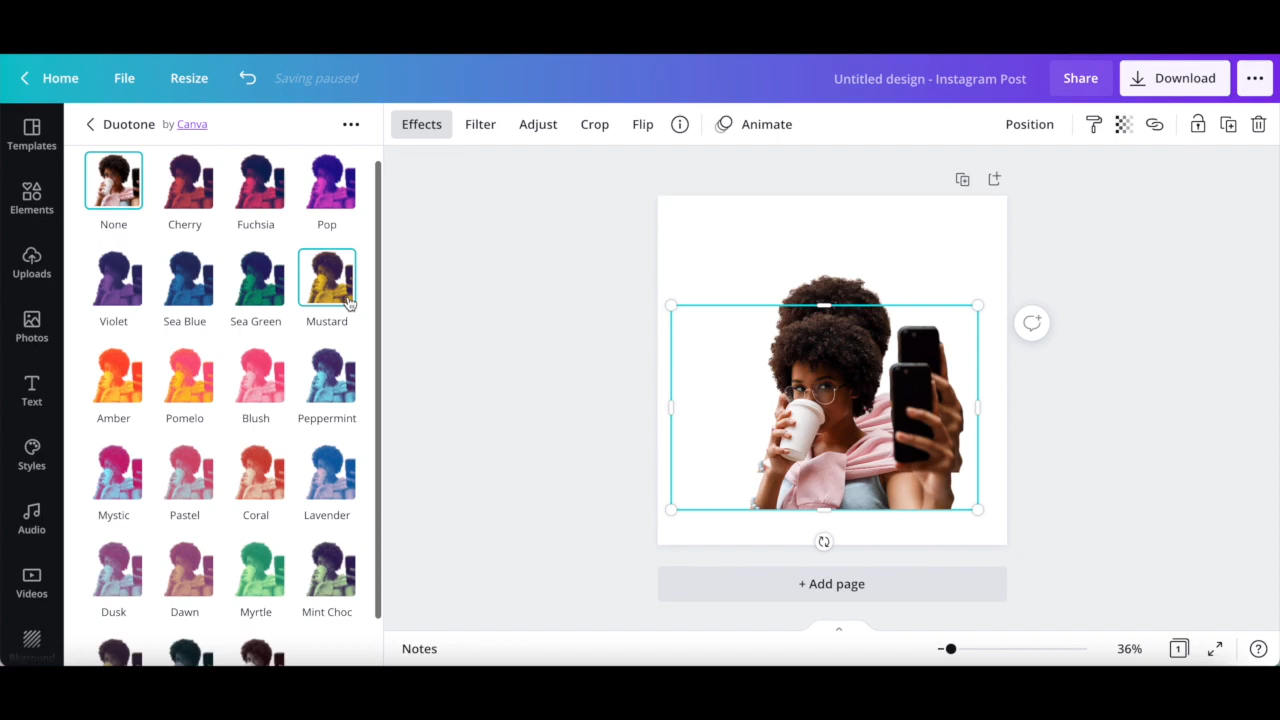 Home File Resize Saving paused Untitled design - Instagram Post Share Download
Templates
Elements
Uploads
Photos
Text
Styles
Audio
Videos
Duotone by Canva
None Cherry Fuchsia Pop
Violet Sea Blue Sea Green Mustard
Amber Pomelo Blush Peppermint
Mystic Pastel Coral Lavender
Dusk Dawn Myrtle Mint Choc
Effects Filter Adjust Crop Flip Animate Position
+ Add page
Notes 36% 1 ?